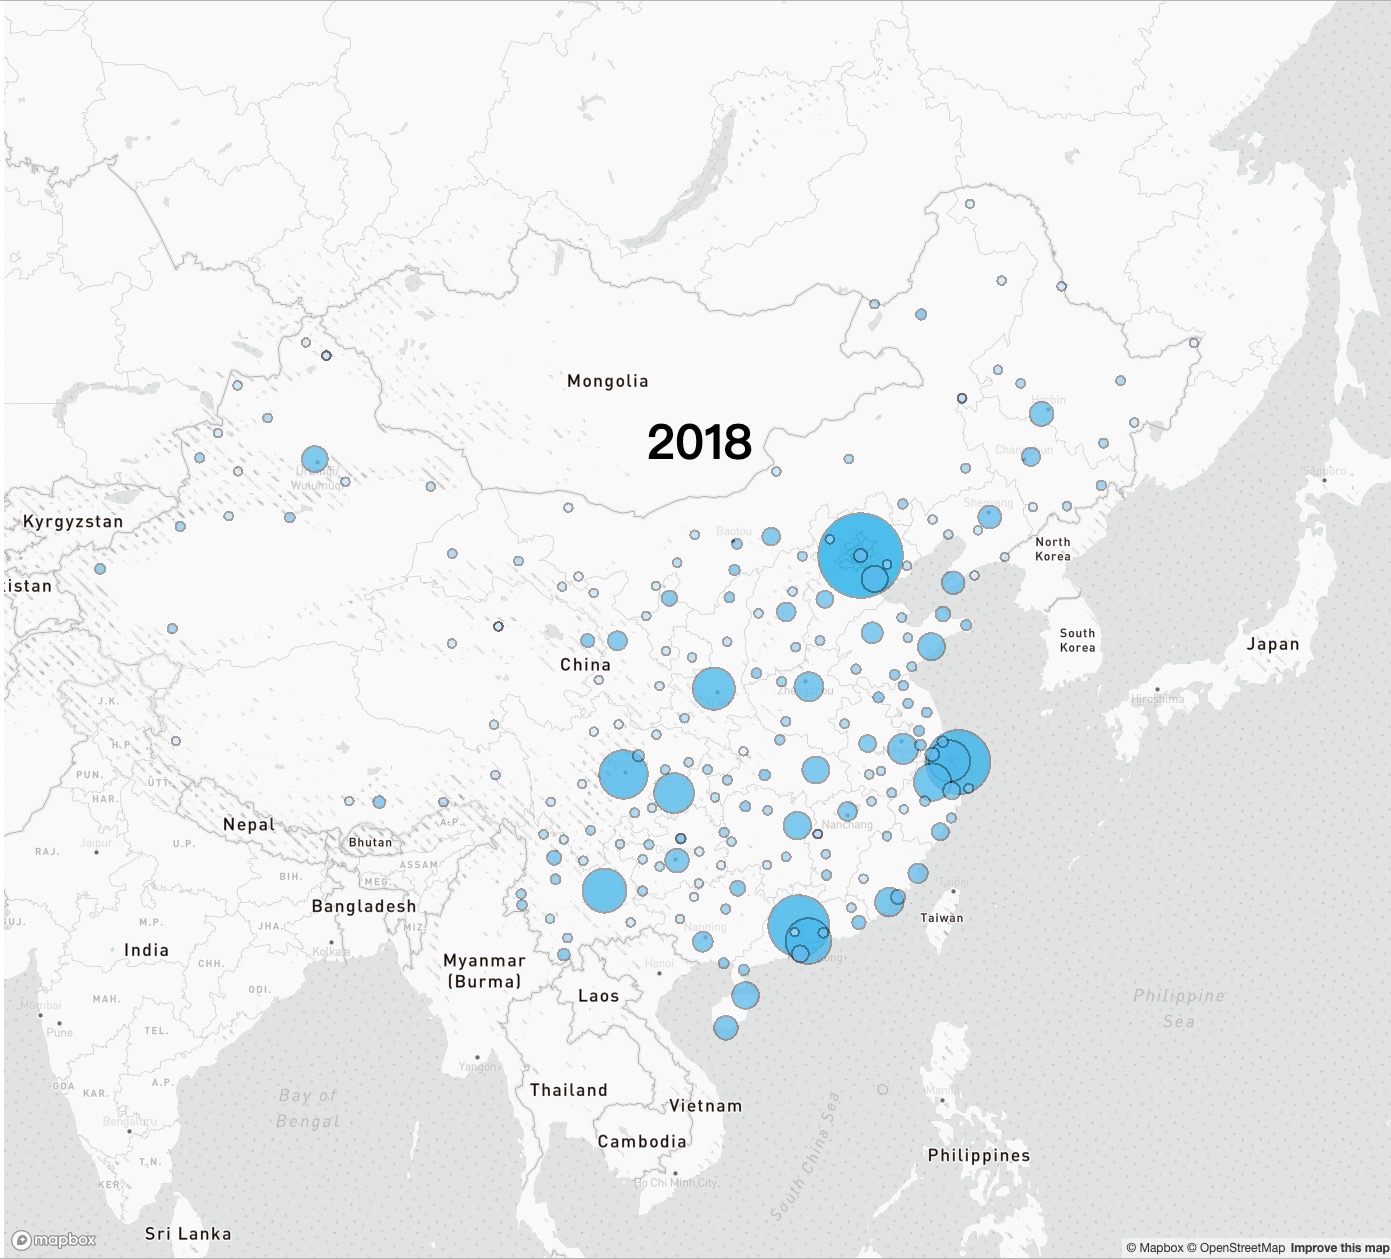 Mongolia
2018
Harbin
Ürümqi/
Wulumuqi
Kyrgyzstan
Baotou
Shenyang
Sapporo
North
Korea
kistan
South
Korea
Japan
China
Hiroshima
Zhengzhou
J.K.
H.P.
PUN.
UTT.
HAR.
Nepal
A.P.
Bhutan
Nanchang
RAJ.
Jaipur
U.P.
ASSAM
BIH.
MEG.
Bangladesh
Taipei
Taiwan
GUJ.
M.P.
JHA.
MIZ.
Nanning
India
Kolkata
Myanmar
(Burma)
Hanoi
CHH.
Laos
ODI.
Philippine
Sea
Mumbai
MAH.
Pune
TEL.
Yangon
GOA
KAR.
A.P.
Bay of
Bengal
Thailand
Vietnam
Manila
Bengaluru
Cambodia
South China Sea
Philippines
T.N.
KER.
Ho Chi Minh City
Sri Lanka
mapbox
© Mapbox © OpenStreetMap Improve this map